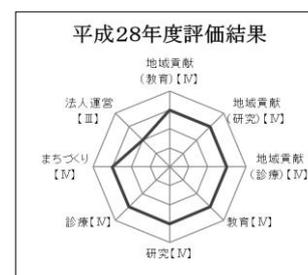 平成28年度評価結果
地域貢献
(教育)【Ⅳ】
地域貢献
(研究)【Ⅳ】
地域貢献
(診療)【Ⅳ】
教育【Ⅳ】
研究【Ⅳ】
診療【Ⅳ】
まちづくり
【Ⅳ】
法人運営
【Ⅲ】